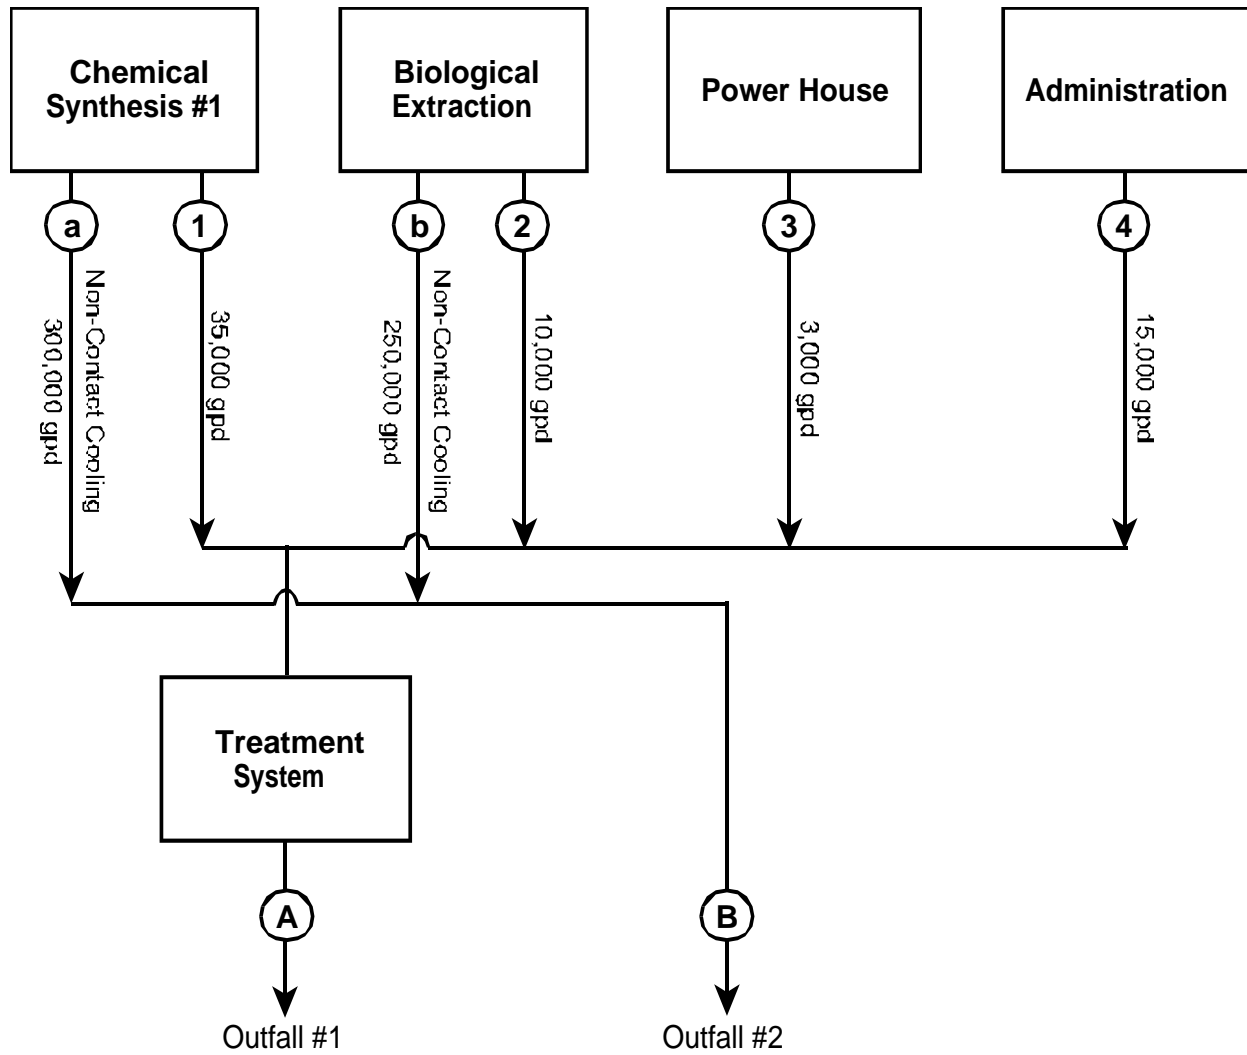 Chemical
Synthesis #1
Biological
Extraction
Power House
Administration
a
1
b
2
3
4
Non-Contact Cooling
300,000 gpd
35,000 gpd
Non-Contact Cooling
250,000 gpd
10,000 gpd
3,000 gpd
15,000 gpd
Treatment
System
A
B
Outfall #1
Outfall #2